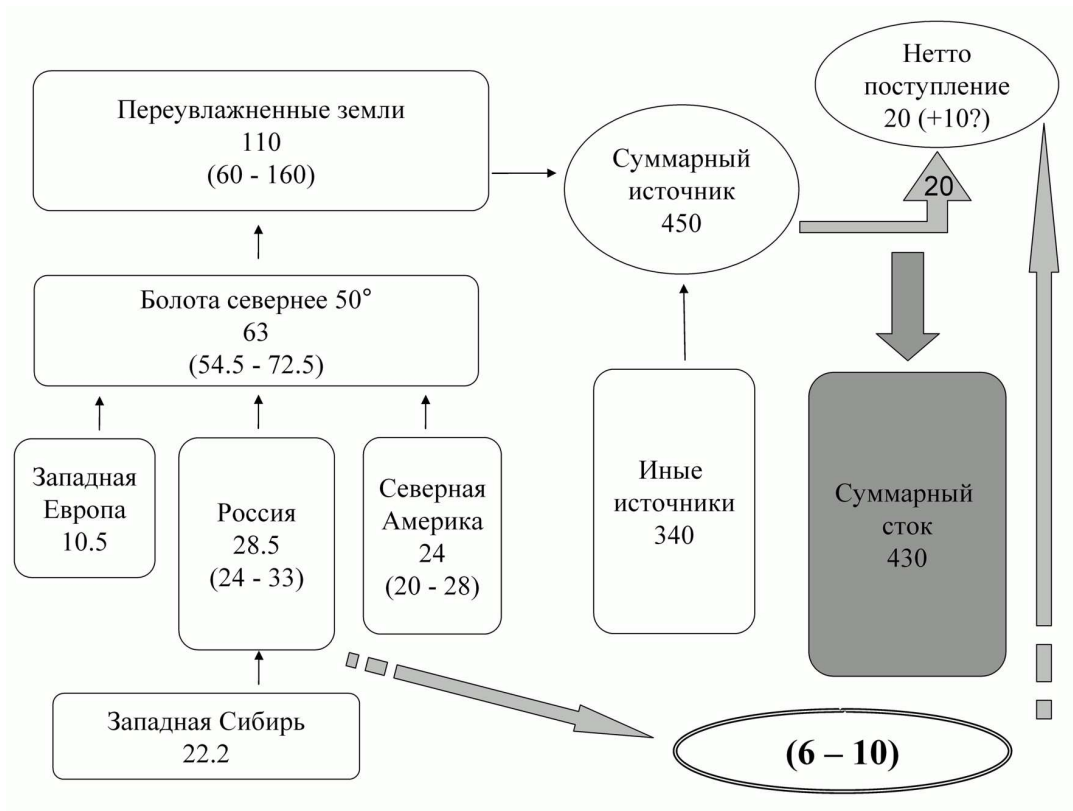 Переувлажненные земли
110
(60 - 160)
Суммарный
источник
450
Нетто
поступление
20 (+10?)
20
Болота севернее 50°
63
(54.5 - 72.5)
Западная
Европа
10.5
Россия
28.5
(24 - 33)
Северная
Америка
24
(20 - 28)
Иные
источники
340
Суммарный
сток
430
Западная Сибирь
22.2
(6 – 10)